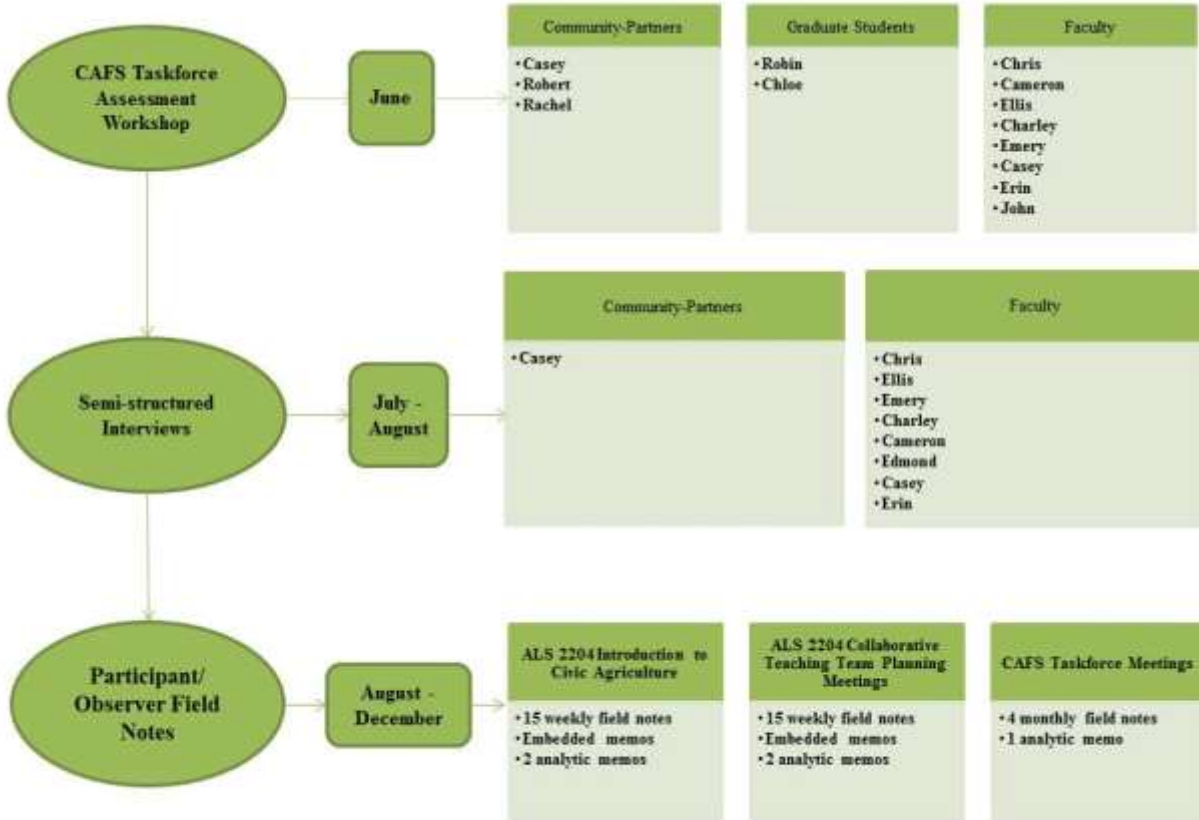 CAFS Taskforce
Assessment
Workshop
June
Community-Partners
• Casey
• Robert
• Rachel
Graduate Students
• Robin
• Chloe
Faculty
• Chris
• Cameron
• Ellis
• Charley
• Emery
• Casey
• Erin
• John
Semi-structured
Interviews
July -
August
Community-Partners
• Casey
Faculty
• Chris
• Ellis
• Emery
• Charley
• Cameron
• Edmond
• Casey
• Erin
Participant/
Observer Field
Notes
August -
December
ALS 2204 Introduction to
Civic Agriculture
• 15 weekly field notes
• Embedded memos
• 2 analytic memos
ALS 2204 Collaborative
Teaching Team Planning
Meetings
• 15 weekly field notes
• Embedded memos
• 2 analytic memos
CAFS Taskforce Meetings
• 4 monthly field notes
• 1 analytic memo